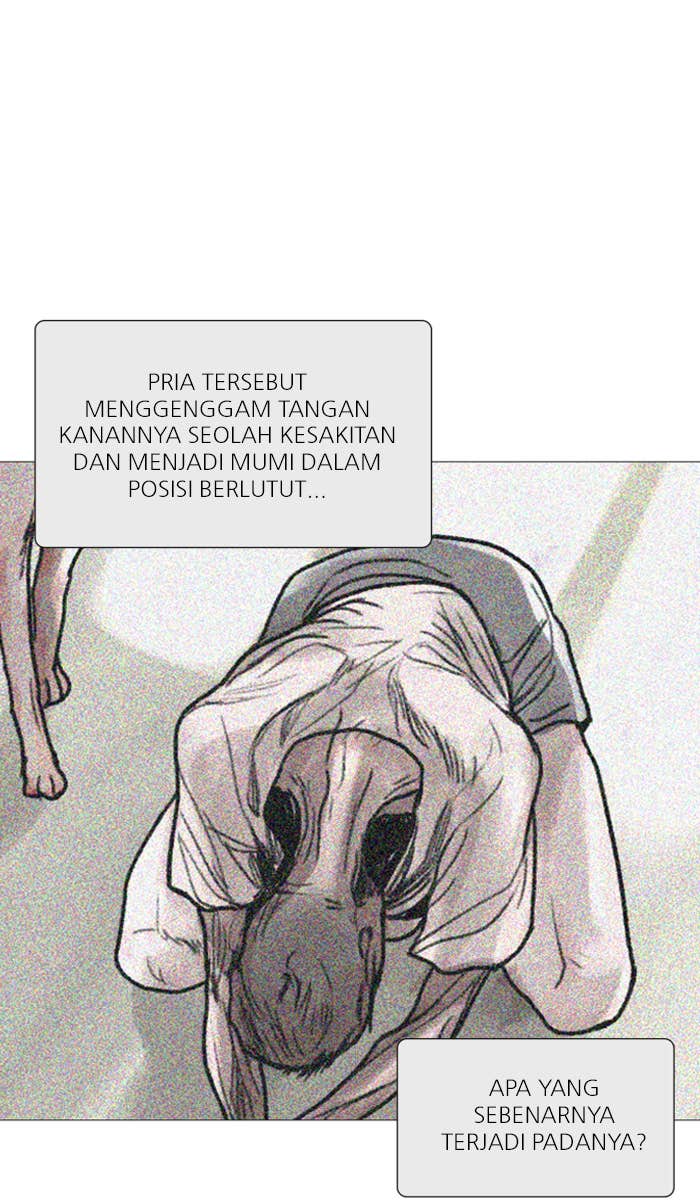 PRIA TERSEBUT
MENGGENGGAM TANGAN
KANANNYA SEOLAH KESAKITAN
DAN MENJADI MUMI DALAM
POSISI BERLUTUT...
APA YANG
SEBENARNYA
TERJADI PADANYA?